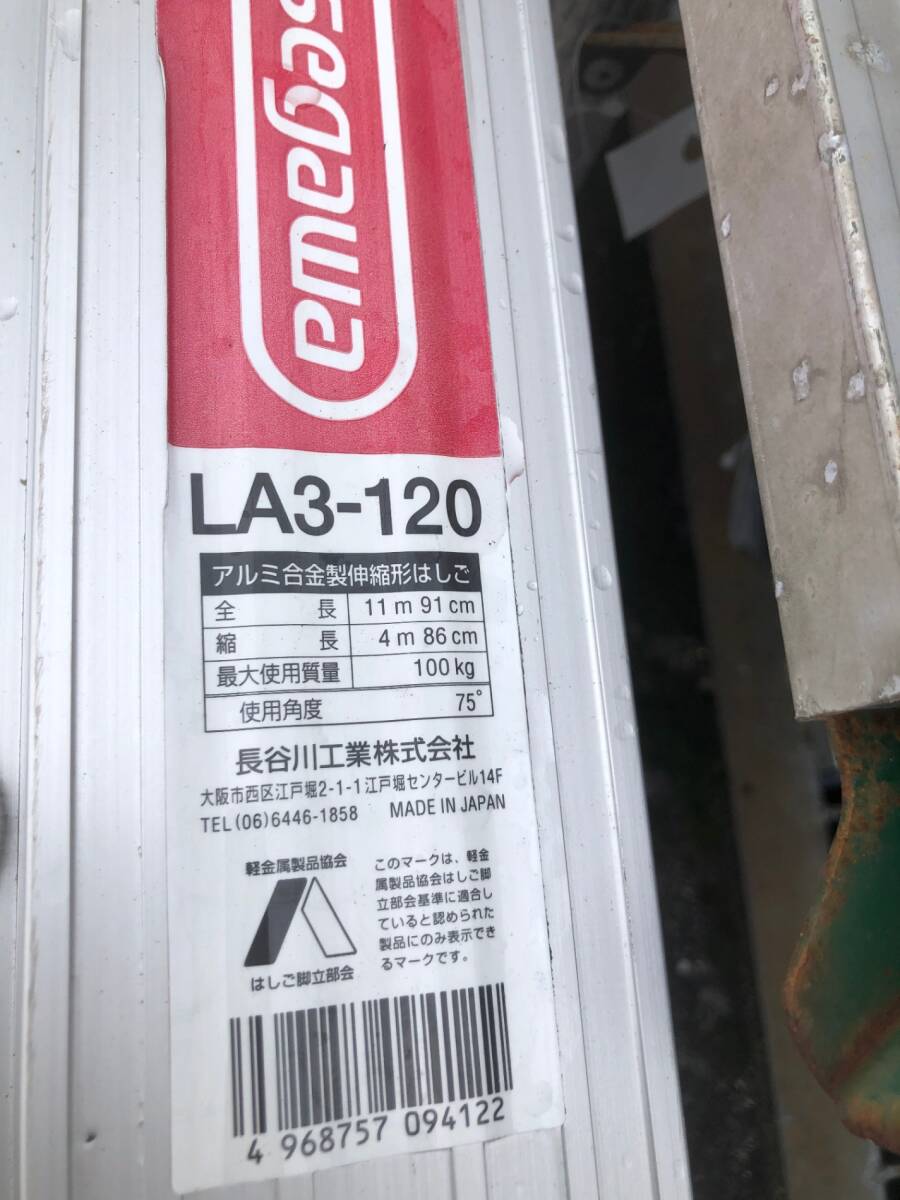 segawa
LA3-120
アルミ合金製伸縮形はしご
全 長 11 m 91 cm
縮 長 4 m 86 cm
最大使用質量 100 kg
使用角度 75°
長谷川工業株式会社
大阪市西区江戸堀2-1-1江戸堀センタービル14F
TEL (06)6446-1858 MADE IN JAPAN
軽金属製品協会
はしご脚立部会
このマークは、軽金
属製品協会はしご脚
立部会基準に適合し
ていると認められた
製品にのみ表示でき
るマークです。
4 968757 094122